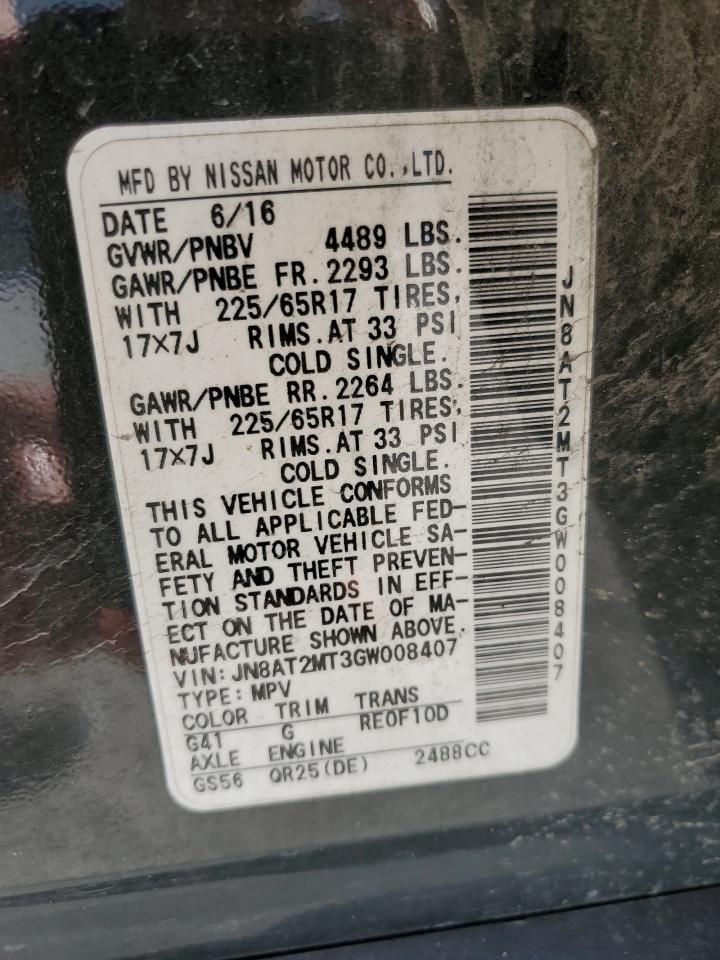 MFD BY NISSAN MOTOR CO.,LTD.
DATE 6/16
GVWR/PNBV 4489 LBS.
GAWR/PNBE FR.2293 LBS.
WITH 225/65R17 TIRES,
17×7J RIMS.AT 33 PSI
COLD SINGLE.
GAWR/PNBE RR.2264 LBS.
WITH 225/65R17 TIRES,
17×7J RIMS.AT 33 PSI
COLD SINGLE.
THIS VEHICLE CONFORMS
TO ALL APPLICABLE FED-
ERAL MOTOR VEHICLE SA-
FETY AND THEFT PREVEN-
TION STANDARDS IN EFF-
ECT ON THE DATE OF MA-
NUFACTURE SHOWN ABOVE.
VIN:JN8AT2MT3GW008407
TYPE:MPV
COLOR TRIM TRANS
G41 G RE0F10D
AXLE ENGINE
GS56 QR25(DE) 2488CC
JN8AT2MT3GW008407